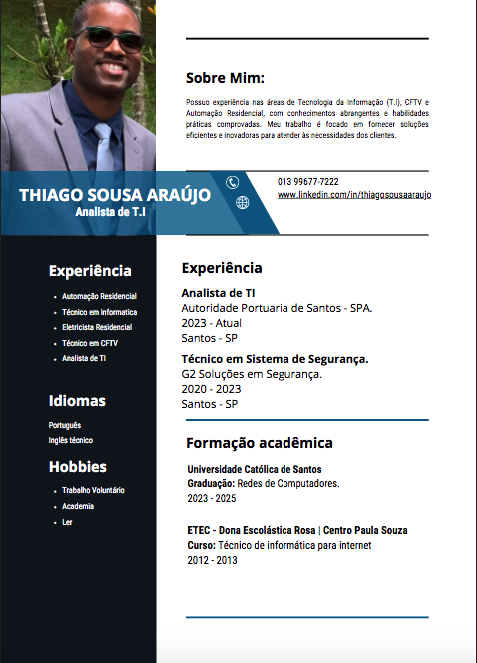 Sobre Mim:
Possuo experiência nas áreas de Tecnologia da Informação (T.I), CFTV e
Automação Residencial, com conhecimentos abrangentes e habilidades
práticas comprovadas. Meu trabalho é focado em fornecer soluções
eficientes e inovadoras para atender às necessidades dos clientes.
THIAGO SOUSA ARAÚJO
Analista de T.I
013 99677-7222
www.linkedin.com/in/thiagosousaaraujo
Experiência
Automação Residencial
Técnico em informatica
Eletricista Residencial
Técnico em CFTV
Analista de TI
Idiomas
Português
Inglês técnico
Hobbies
Trabalho Voluntário
Academia
Ler
Experiência
Analista de TI
Autoridade Portuaria de Santos - SPA.
2023 - Atual
Santos - SP
Técnico em Sistema de Segurança.
G2 Soluções em Segurança.
2020 - 2023
Santos - SP
Formação acadêmica
Universidade Católica de Santos
Graduação: Redes de Computadores.
2023 - 2025
ETEC - Dona Escolástica Rosa | Centro Paula Souza
Curso: Técnico de informática para internet
2012 - 2013